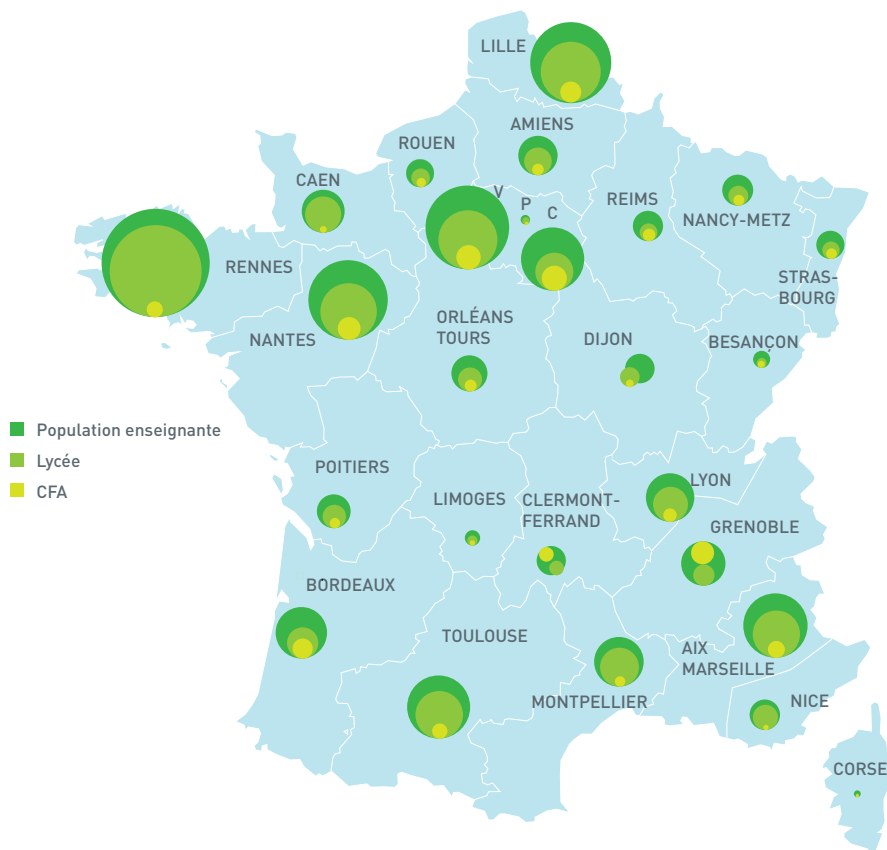 LILLE
AMIENS
ROUEN
CAEN
V
P
C
REIMS
NANCY-METZ
STRAS-
BOURG
RENNES
NANTES
ORLÉANS
TOURS
DIJON
BESANÇON
Population enseignante
Lycée
CFA
POITIERS
LIMOGES
CLERMONT-
FERRAND
LYON
GRENOBLE
BORDEAUX
TOULOUSE
AIX
MARSEILLE
MONTPELLIER
NICE
CORSE